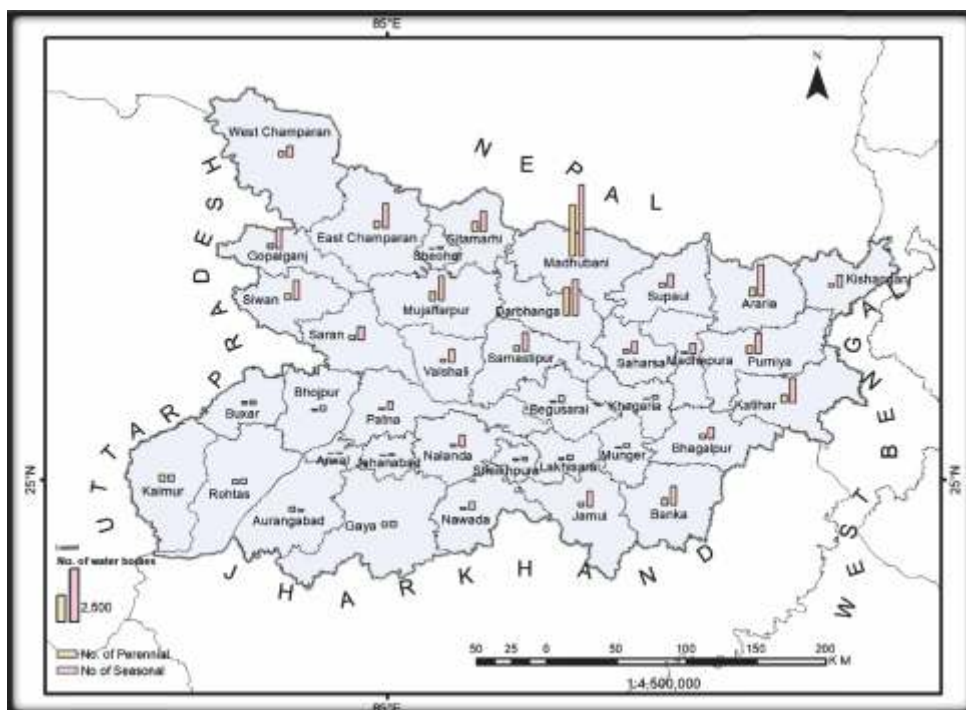 85°E
N
West Champaran
NEPAL
UTTAR PRADESH
East Champaran
Sitamarhi
Sheohar
Gopalganj
Madhubani
Kishanganj
Siwan
Mujaffarpur
Darbhanga
Supaul
Araria
Saran
Vaishali
Samastipur
Saharsa
Madhepura
Purniya
WEST BENGAL
Bhojpur
Buxar
Patna
Begusarai
Khagaria
Katihar
Arwal
Jehanabad
Nalanda
Sheikhpura
Lakhisarai
Munger
Bhagalpur
25°N
25°N
Kaimur
Rohtas
Aurangabad
Gaya
Nawada
Jamui
Banka
JHARKHAND
Legend
No. of water bodies
2,500
No. of Perennial
No of Seasonal
50 25 0 50 100 150 200
KM
1:4,500,000
85°E